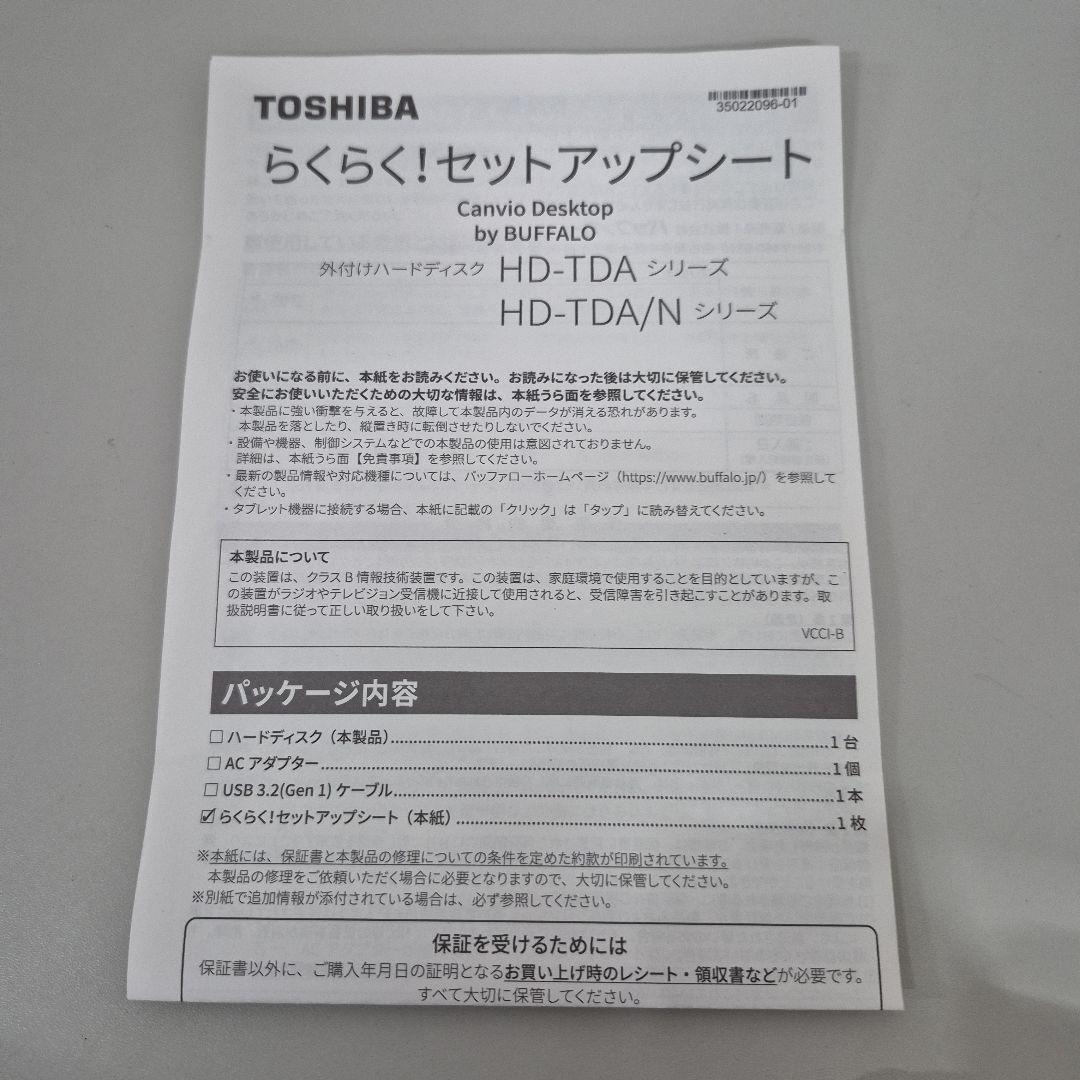 TOSHIBA
35022096-01
らくらく！セットアップシート
Canvio Desktop
by BUFFALO
外付けハードディスク HD-TDA シリーズ
HD-TDA/N シリーズ
お使いになる前に、本紙をお読みください。お読みになった後は大切に保管してください。
安全にお使いいただくための大切な情報は、本紙うら面を参照してください。
・本製品に強い衝撃を与えると、故障して本製品内のデータが消える恐れがあります。
本製品を落としたり、縦置き時に転倒させたりしないでください。
・設備や機器、制御システムなどでの本製品の使用は意図されておりません。
詳細は、本紙うら面【免責事項】を参照してください。
・最新の製品情報や対応機種については、バッファローホームページ（https://www.buffalo.jp/）を参照して
ください。
・タブレット機器に接続する場合、本紙に記載の「クリック」は「タップ」に読み替えてください。
本製品について
この装置は、クラス B 情報技術装置です。この装置は、家庭環境で使用することを目的としていますが、こ
の装置がラジオやテレビジョン受信機に近接して使用されると、受信障害を引き起こすことがあります。取
扱説明書に従って正しい取り扱いをして下さい。
VCCI-B
パッケージ内容
□ ハードディスク（本製品）......1 台
□ AC アダプター......1 個
□ USB 3.2(Gen 1) ケーブル......1 本
☑ らくらく！セットアップシート（本紙）......1 枚
※本紙には、保証書と本製品の修理についての条件を定めた約款が印刷されています。
本製品の修理をご依頼いただく場合に必要となりますので、大切に保管してください。
※別紙で追加情報が添付されている場合は、必ず参照してください。
保証を受けるためには
保証書以外に、ご購入年月日の証明となるお買い上げ時のレシート・領収書などが必要です。
すべて大切に保管してください。